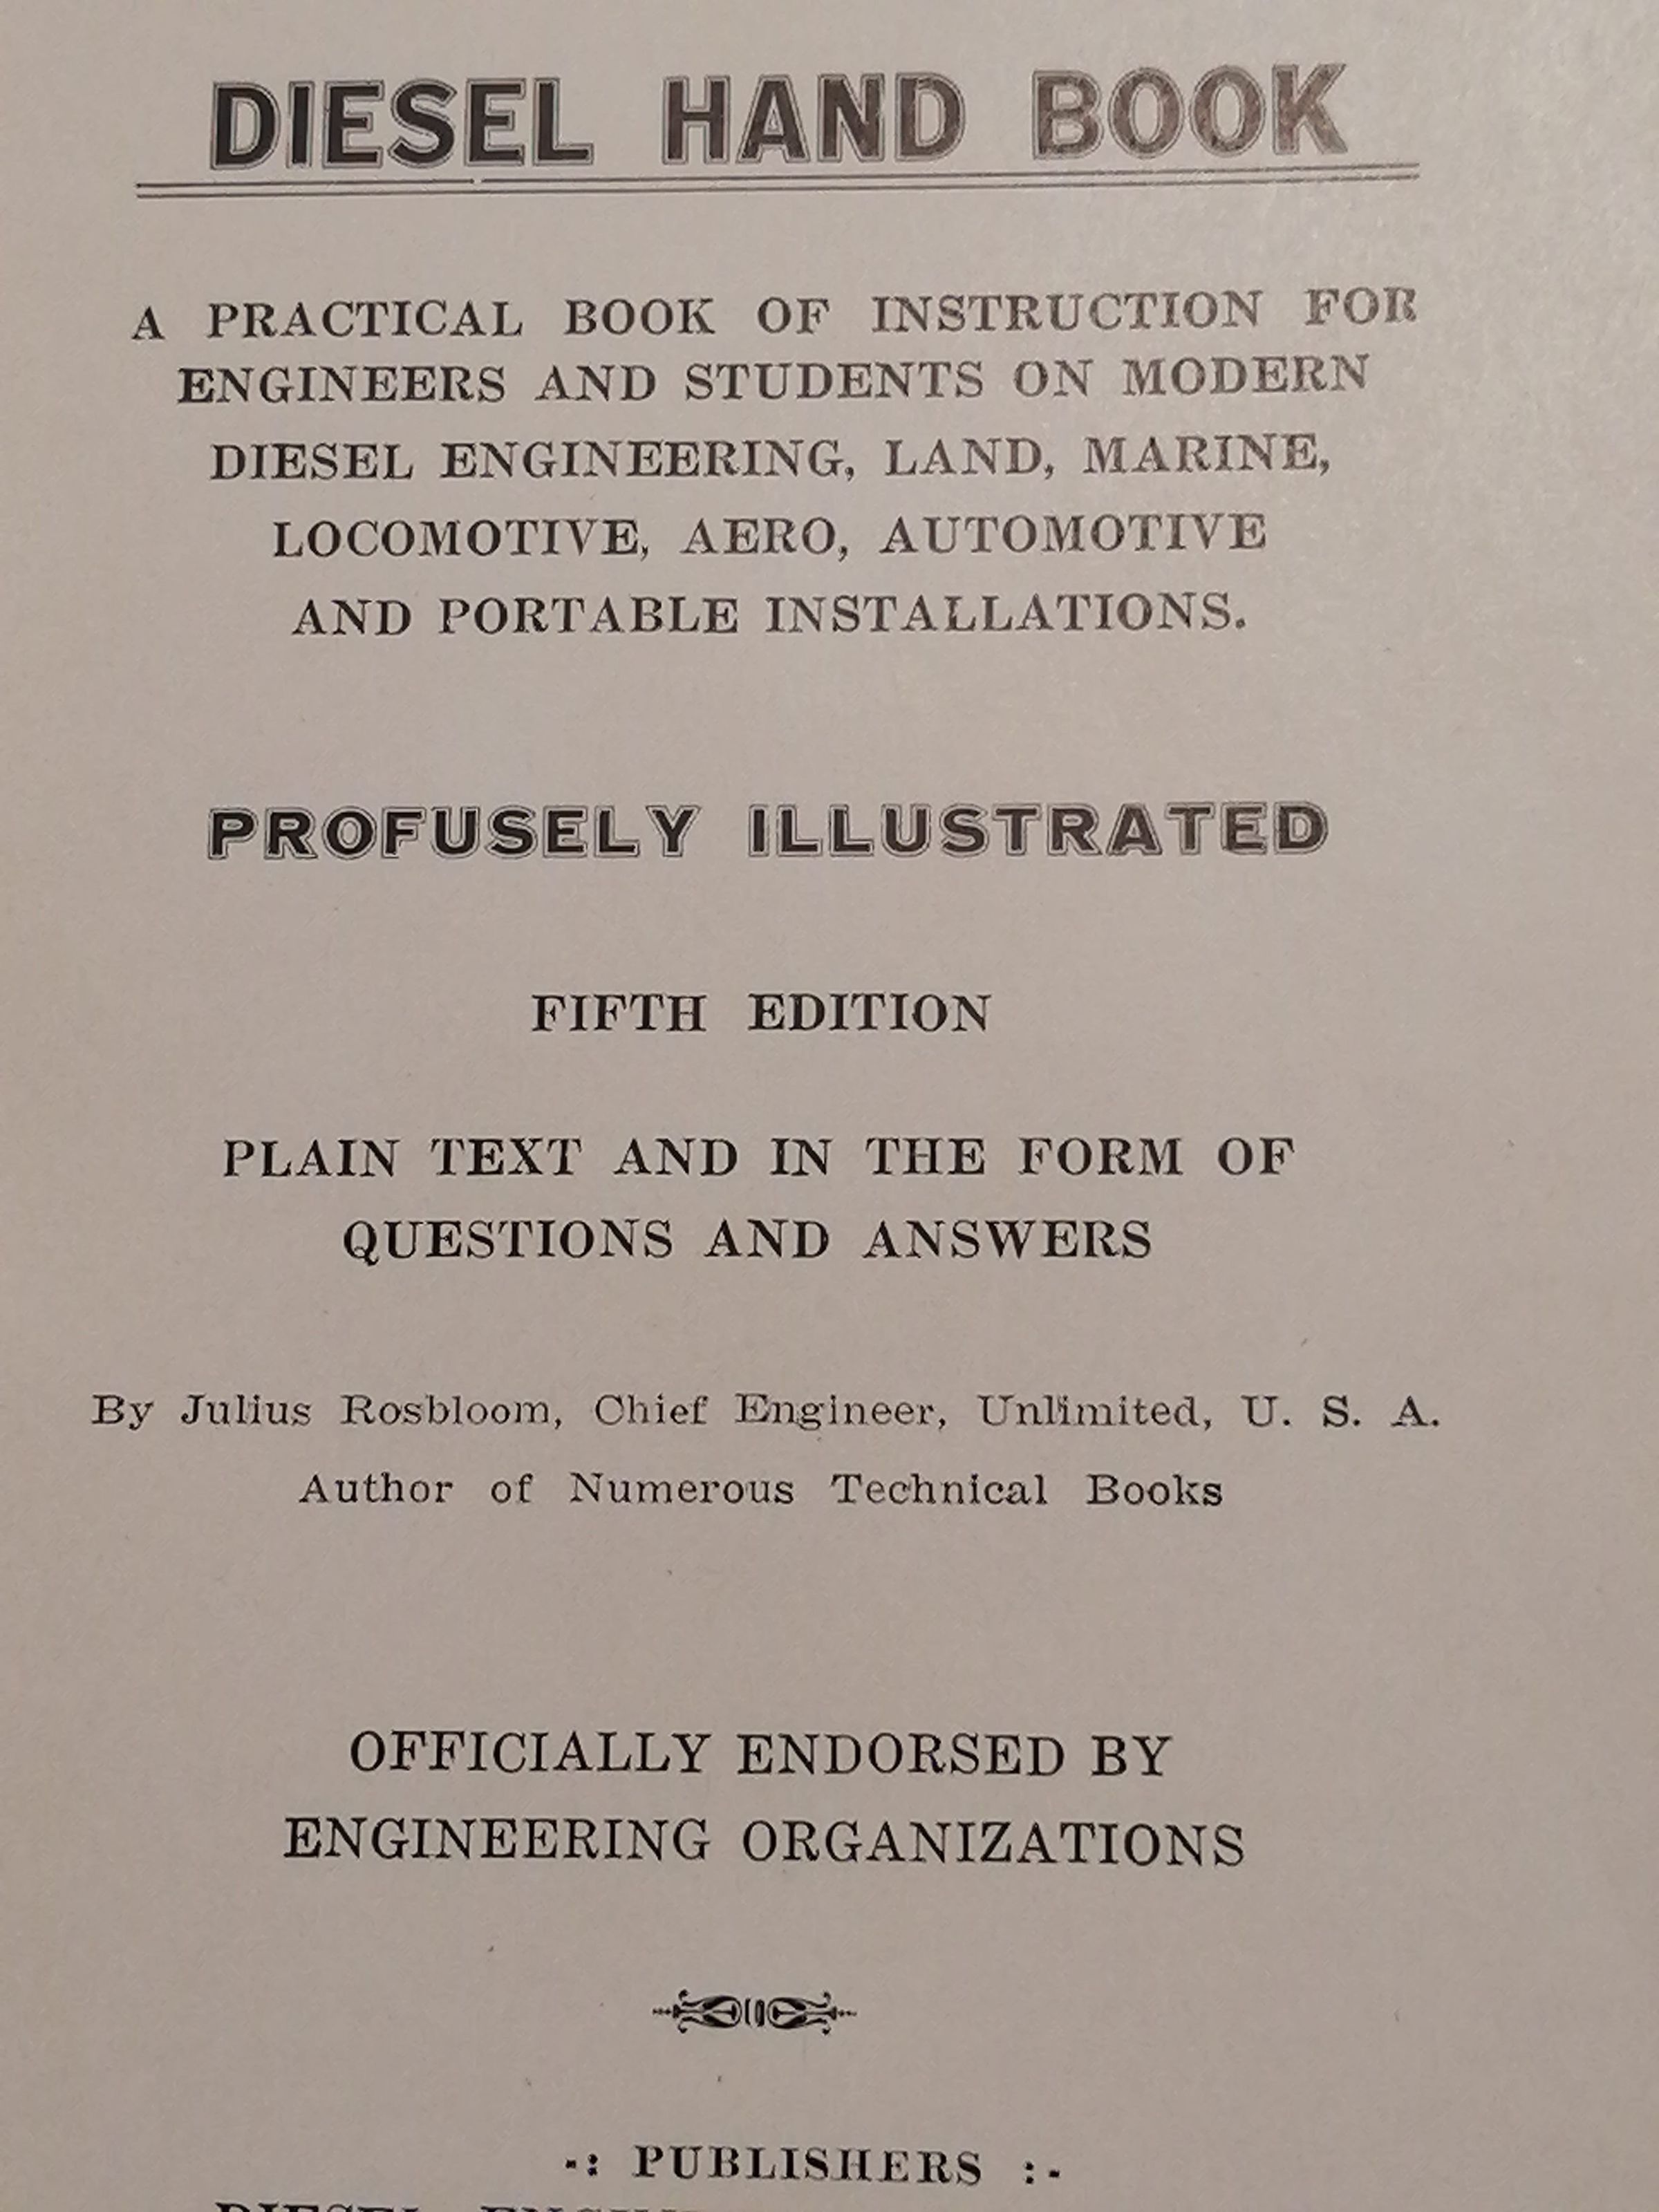 DIESEL HAND BOOK
A PRACTICAL BOOK OF INSTRUCTION FOR
ENGINEERS AND STUDENTS ON MODERN
DIESEL ENGINEERING, LAND, MARINE,
LOCOMOTIVE, AERO, AUTOMOTIVE
AND PORTABLE INSTALLATIONS.
PROFUSELY ILLUSTRATED
FIFTH EDITION
PLAIN TEXT AND IN THE FORM OF
QUESTIONS AND ANSWERS
By Julius Rosbloom, Chief Engineer, Unlimited, U. S. A.
Author of Numerous Technical Books
OFFICIALLY ENDORSED BY
ENGINEERING ORGANIZATIONS
-: PUBLISHERS :-
DIESEL